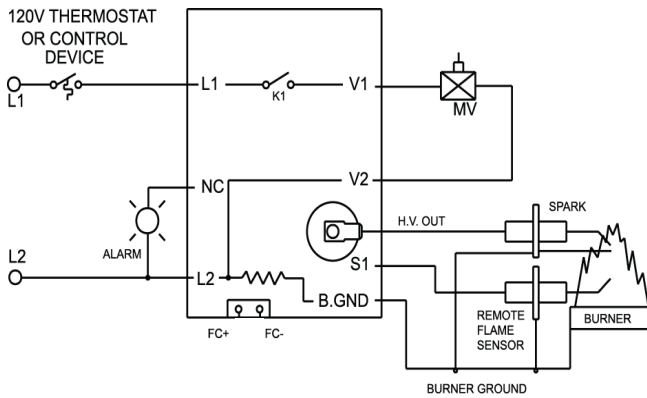 120V THERMOSTAT
OR CONTROL
DEVICE
L1
L1
K1
V1
MV
NC
V2
ALARM
H.V. OUT
SPARK
L2
L2
S1
B.GND
FC+
FC-
REMOTE
FLAME
SENSOR
BURNER
BURNER GROUND